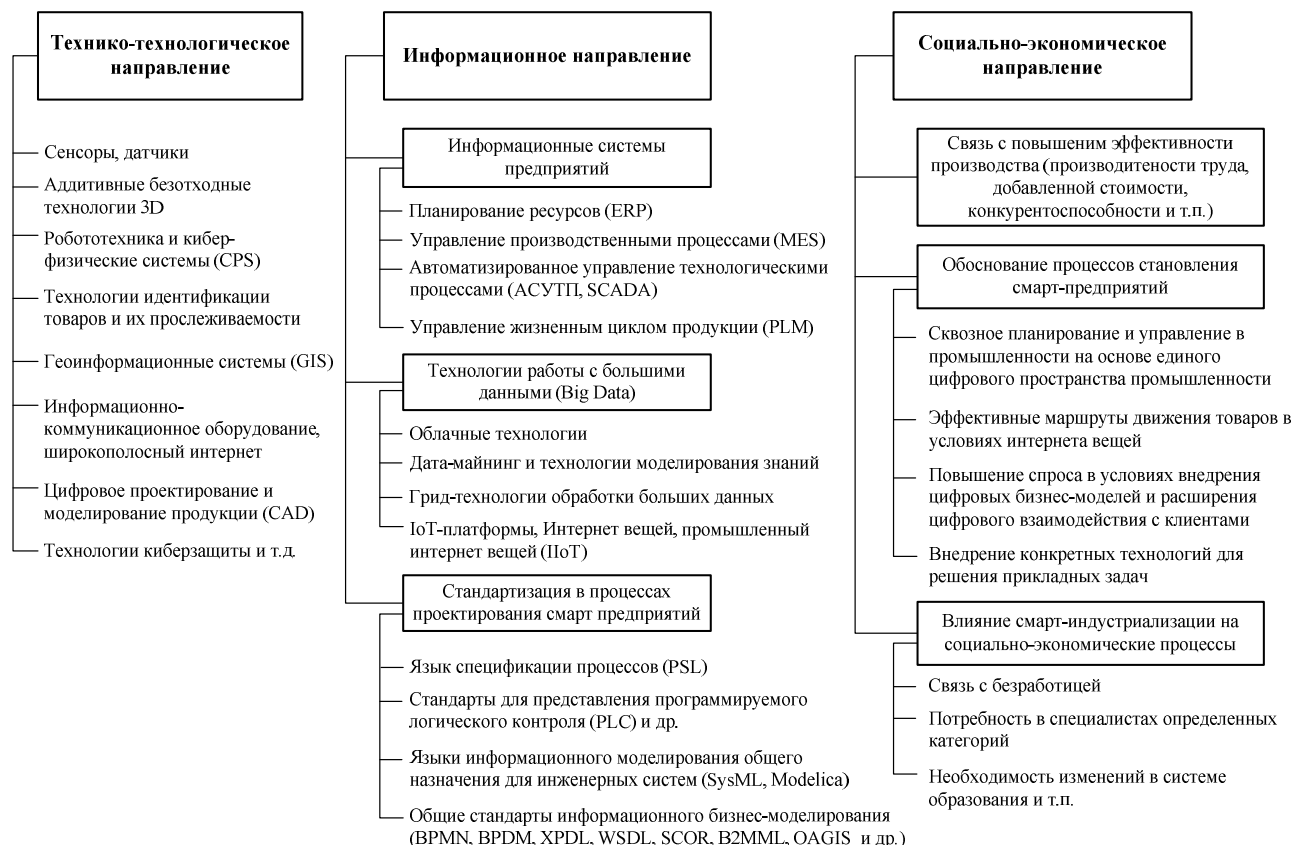 Технико-технологическое
направление
Сенсоры, датчики
Аддитивные безотходные
технологии 3D
Робототехника и кибер-
физические системы (CPS)
Технологии идентификации
товаров и их прослеживаемости
Геоинформационные системы (GIS)
Информационно-
коммуникационное оборудование,
широкополосный интернет
Цифровое проектирование и
моделирование продукции (CAD)
Технологии киберзащиты и т.д.
Информационное направление
Информационные системы
предприятий
Планирование ресурсов (ERP)
Управление производственными процессами (MES)
Автоматизированное управление технологическими
процессами (АСУТП, SCADA)
Управление жизненным циклом продукции (PLM)
Технологии работы с большими
данными (Big Data)
Облачные технологии
Дата-майнинг и технологии моделирования знаний
Грид-технологии обработки больших данных
IoT-платформы, Интернет вещей, промышленный
интернет вещей (IIoT)
Стандартизация в процессах
проектирования смарт предприятий
Язык спецификации процессов (PSL)
Стандарты для представления программируемого
логического контроля (PLC) и др.
Языки информационного моделирования общего
назначения для инженерных систем (SysML, Modelica)
Общие стандарты информационного бизнес-моделирования
(BPMN, BPDM, XPDL, WSDL, SCOR, B2MML, OAGIS и др.)
Социально-экономическое
направление
Связь с повышеним эффективности
производства (производитености труда,
добавленной стоимости,
конкурентоспособности и т.п.)
Обоснование процессов становления
смарт-предприятий
Сквозное планирование и управление в
промышленности на основе единого
цифрового пространства промышленности
Эффективные маршруты движения товаров в
условиях интернета вещей
Повышение спроса в условиях внедрения
цифровых бизнес-моделей и расширения
цифрового взаимодействия с клиентами
Внедрение конкретных технологий для
решения прикладных задач
Влияние смарт-индустриализации на
социально-экономические процессы
Связь с безработицей
Потребность в специалистах определенных
категорий
Необходимость изменений в системе
образования и т.п.